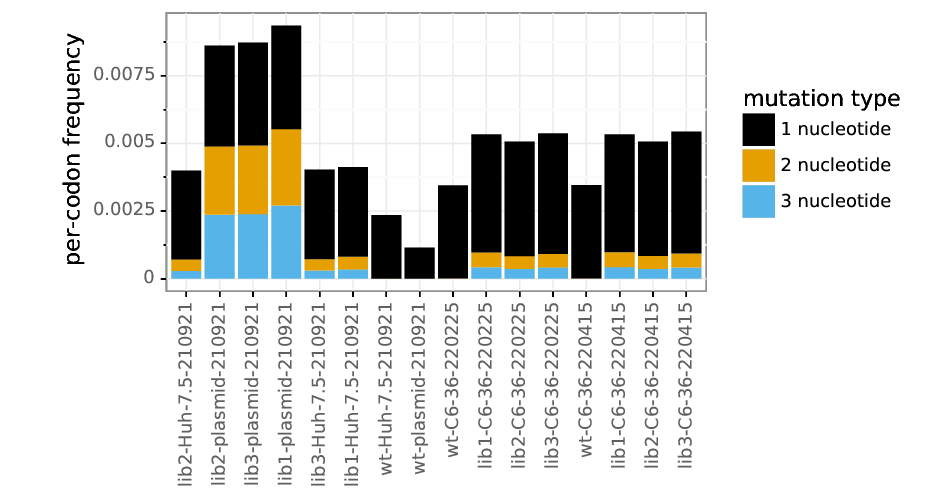 per-codon frequency
0.0075
0.005
0.0025
0
lib2-Huh-7.5-210921
lib2-plasmid-210921
lib3-plasmid-210921
lib1-plasmid-210921
lib3-Huh-7.5-210921
lib1-Huh-7.5-210921
wt-Huh-7.5-210921
wt-plasmid-210921
wt-C6-36-220225
lib1-C6-36-220225
lib2-C6-36-220225
lib3-C6-36-220225
wt-C6-36-220415
lib1-C6-36-220415
lib2-C6-36-220415
lib3-C6-36-220415
mutation type
1 nucleotide
2 nucleotide
3 nucleotide